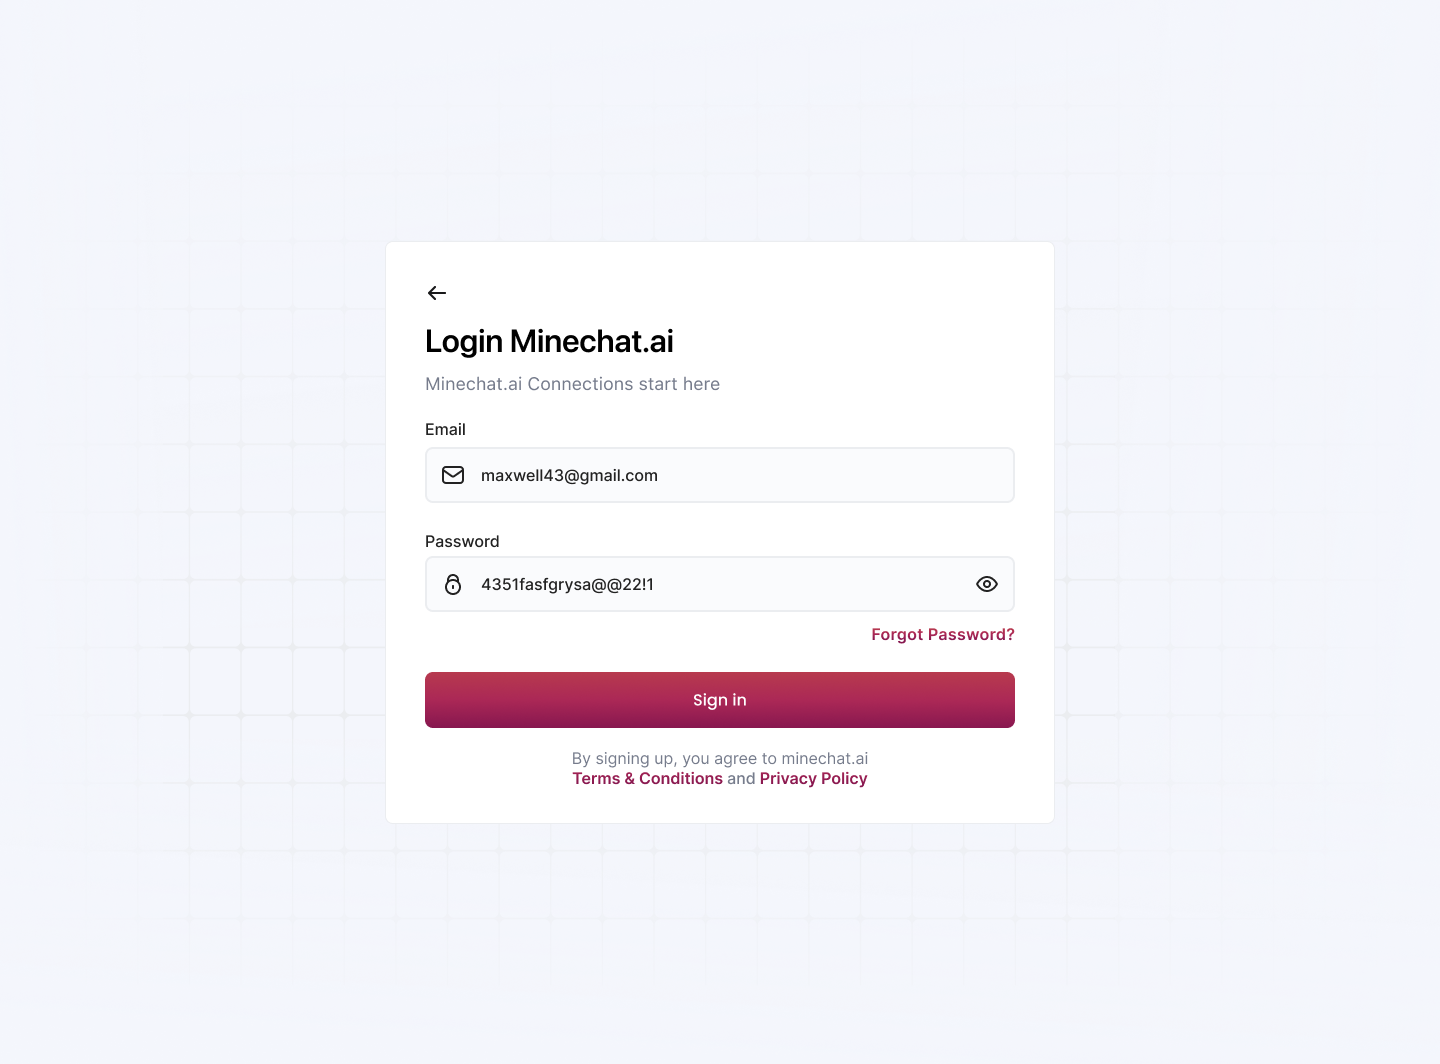 Login Minechat.ai
Minechat.ai Connections start here
Email
maxwell43@gmail.com
Password
4351fasfgrysa@@22!1
Forgot Password?
Sign in
By signing up, you agree to minechat.ai
Terms & Conditions and Privacy Policy